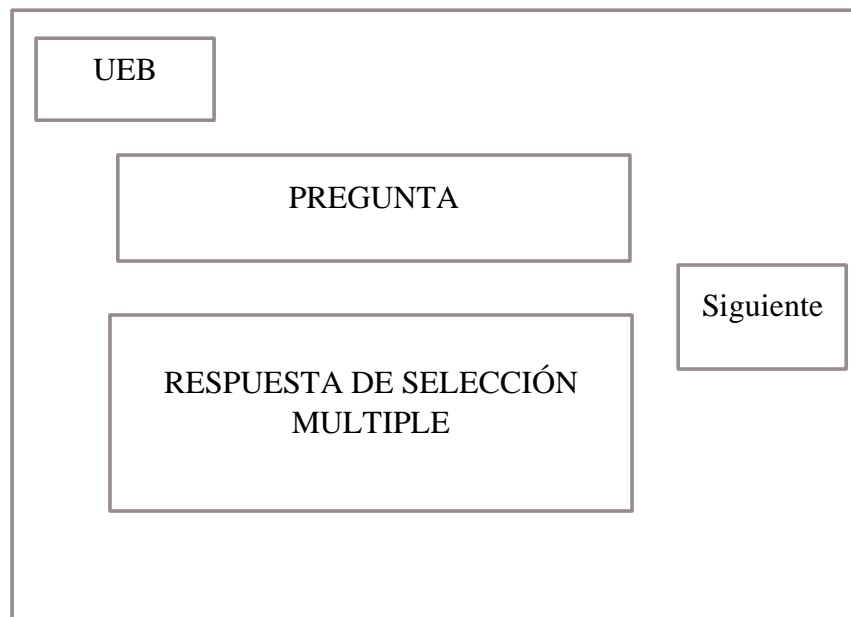 UEB
PREGUNTA
Siguiente
RESPUESTA DE SELECCIÓN
MULTIPLE